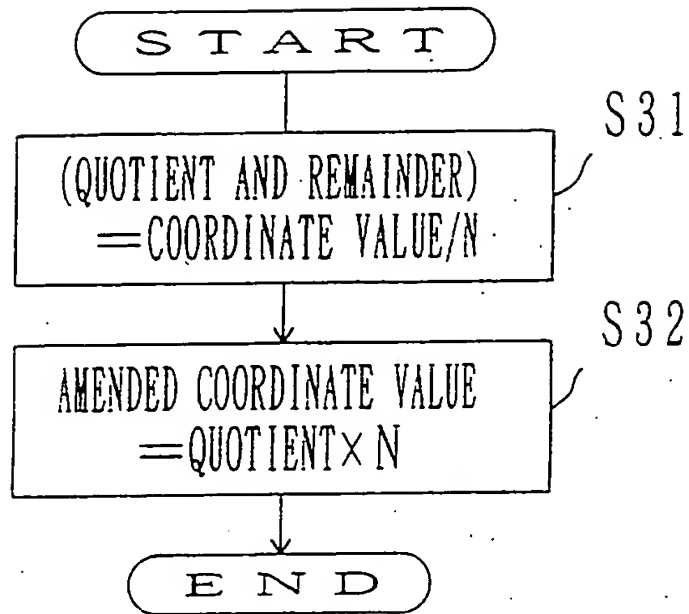 START
S31
(QUOTIENT AND REMAINDER)
=COORDINATE VALUE/N
S32
AMENDED COORDINATE VALUE
=QUOTIENT×N
END